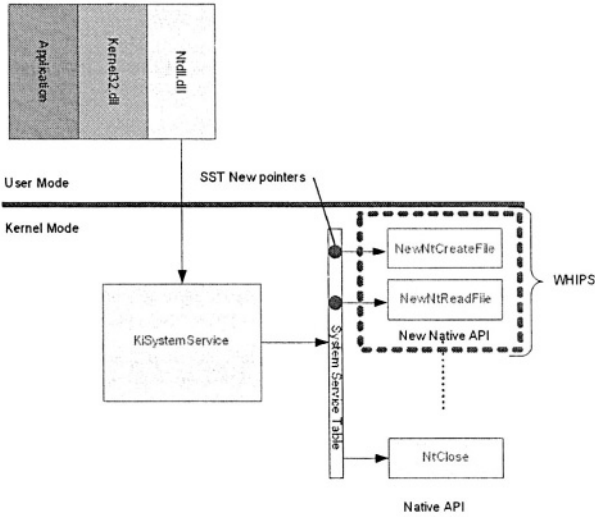 Application
Kernel32.dll
Ntdll.dll
User Mode
SST New pointers
Kernel Mode
NewNtCreateFile
NewNtReadFile
New Native API
WHIPS
KiSystemService
System Service Table
NtClose
Native API